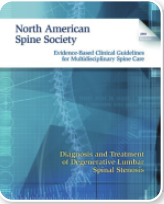 North American
Spine Society
Evidence-Based Clinical Guidelines
for Multidisciplinary Spine Care
Diagnosis and Treatment
of Degenerative Lumbar
Spinal Stenosis